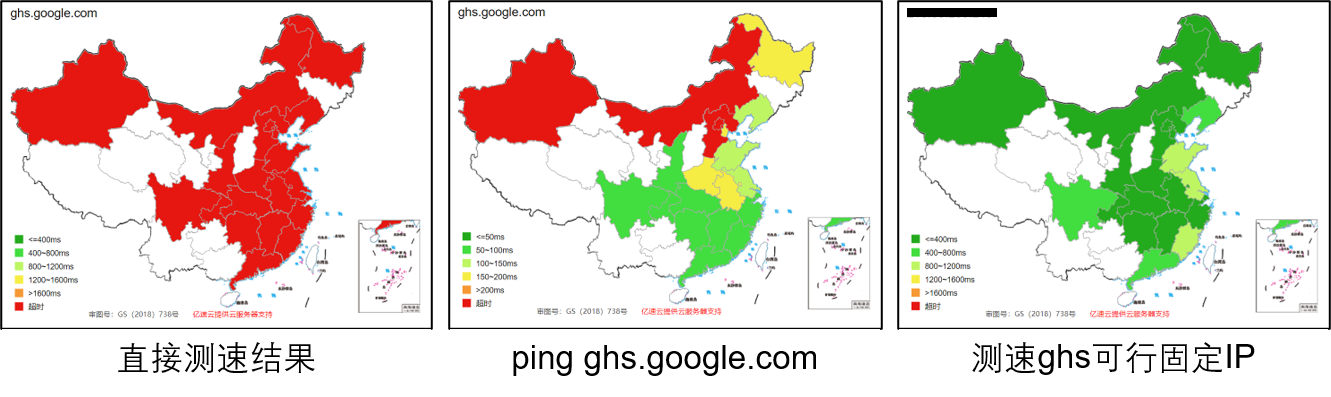 ghs.google.com
<=400ms
400~800ms
800~1200ms
1200~1600ms
>1600ms
超时
审图号：GS（2018）738号
亿速云提供云服务器支持
直接测速结果
ghs.google.com
<=50ms
50~100ms
100~150ms
150~200ms
>200ms
超时
审图号：GS（2018）738号
亿速云提供云服务器支持
ping ghs.google.com
<=400ms
400~800ms
800~1200ms
1200~1600ms
>1600ms
超时
审图号：GS（2018）738号
亿速云提供云服务器支持
测速ghs可行固定IP